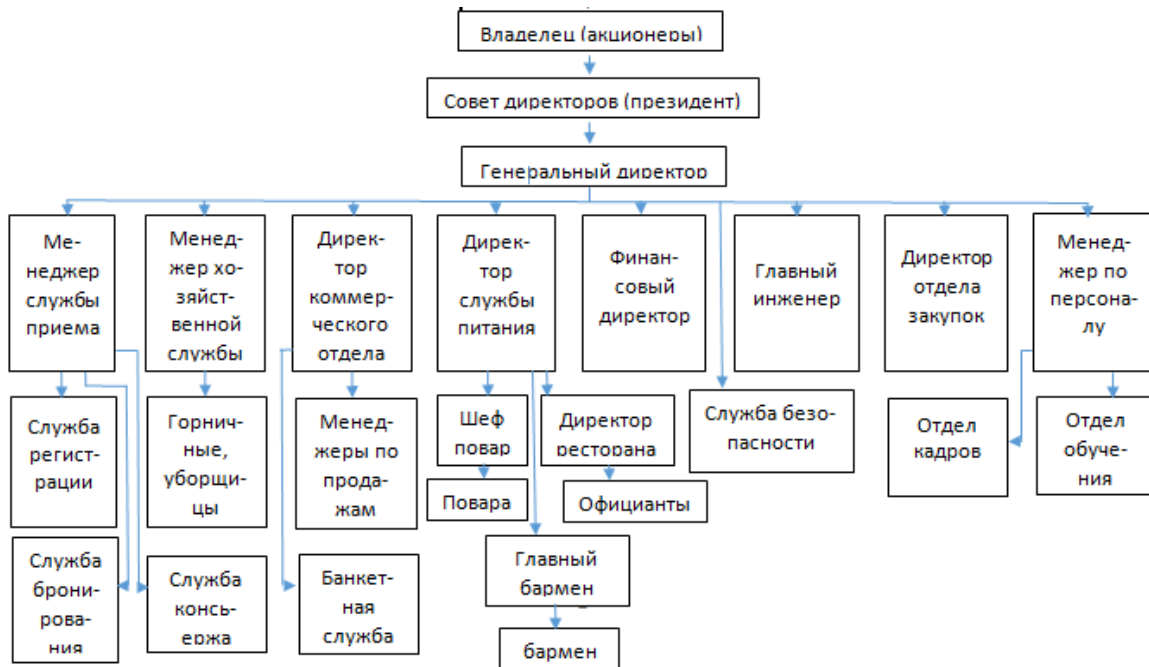 Владелец (акционеры)
Совет директоров (президент)
Генеральный директор
Ме-
неджер
службы
приема
Менед-
жер хо-
зяйст-
венной
службы
Дирек-
тор
коммер-
ческого
отдела
Дирек-
тор
службы
питания
Финан-
совый
директор
Главный
инженер
Директор
отдела
закупок
Менед-
жер по
персона-
лу
Служба
регист-
рации
Горнич-
ные,
уборщи-
цы
Менед-
жеры по
прода-
жам
Шеф
повар
Директор
ресторана
Служба безо-
пасности
Отдел
кадров
Отдел
обуче-
ния
Повара
Официанты
Служба
брони-
рова-
ния
Служба
консь-
ержа
Банкет-
ная
служба
Главный
бармен
бармен